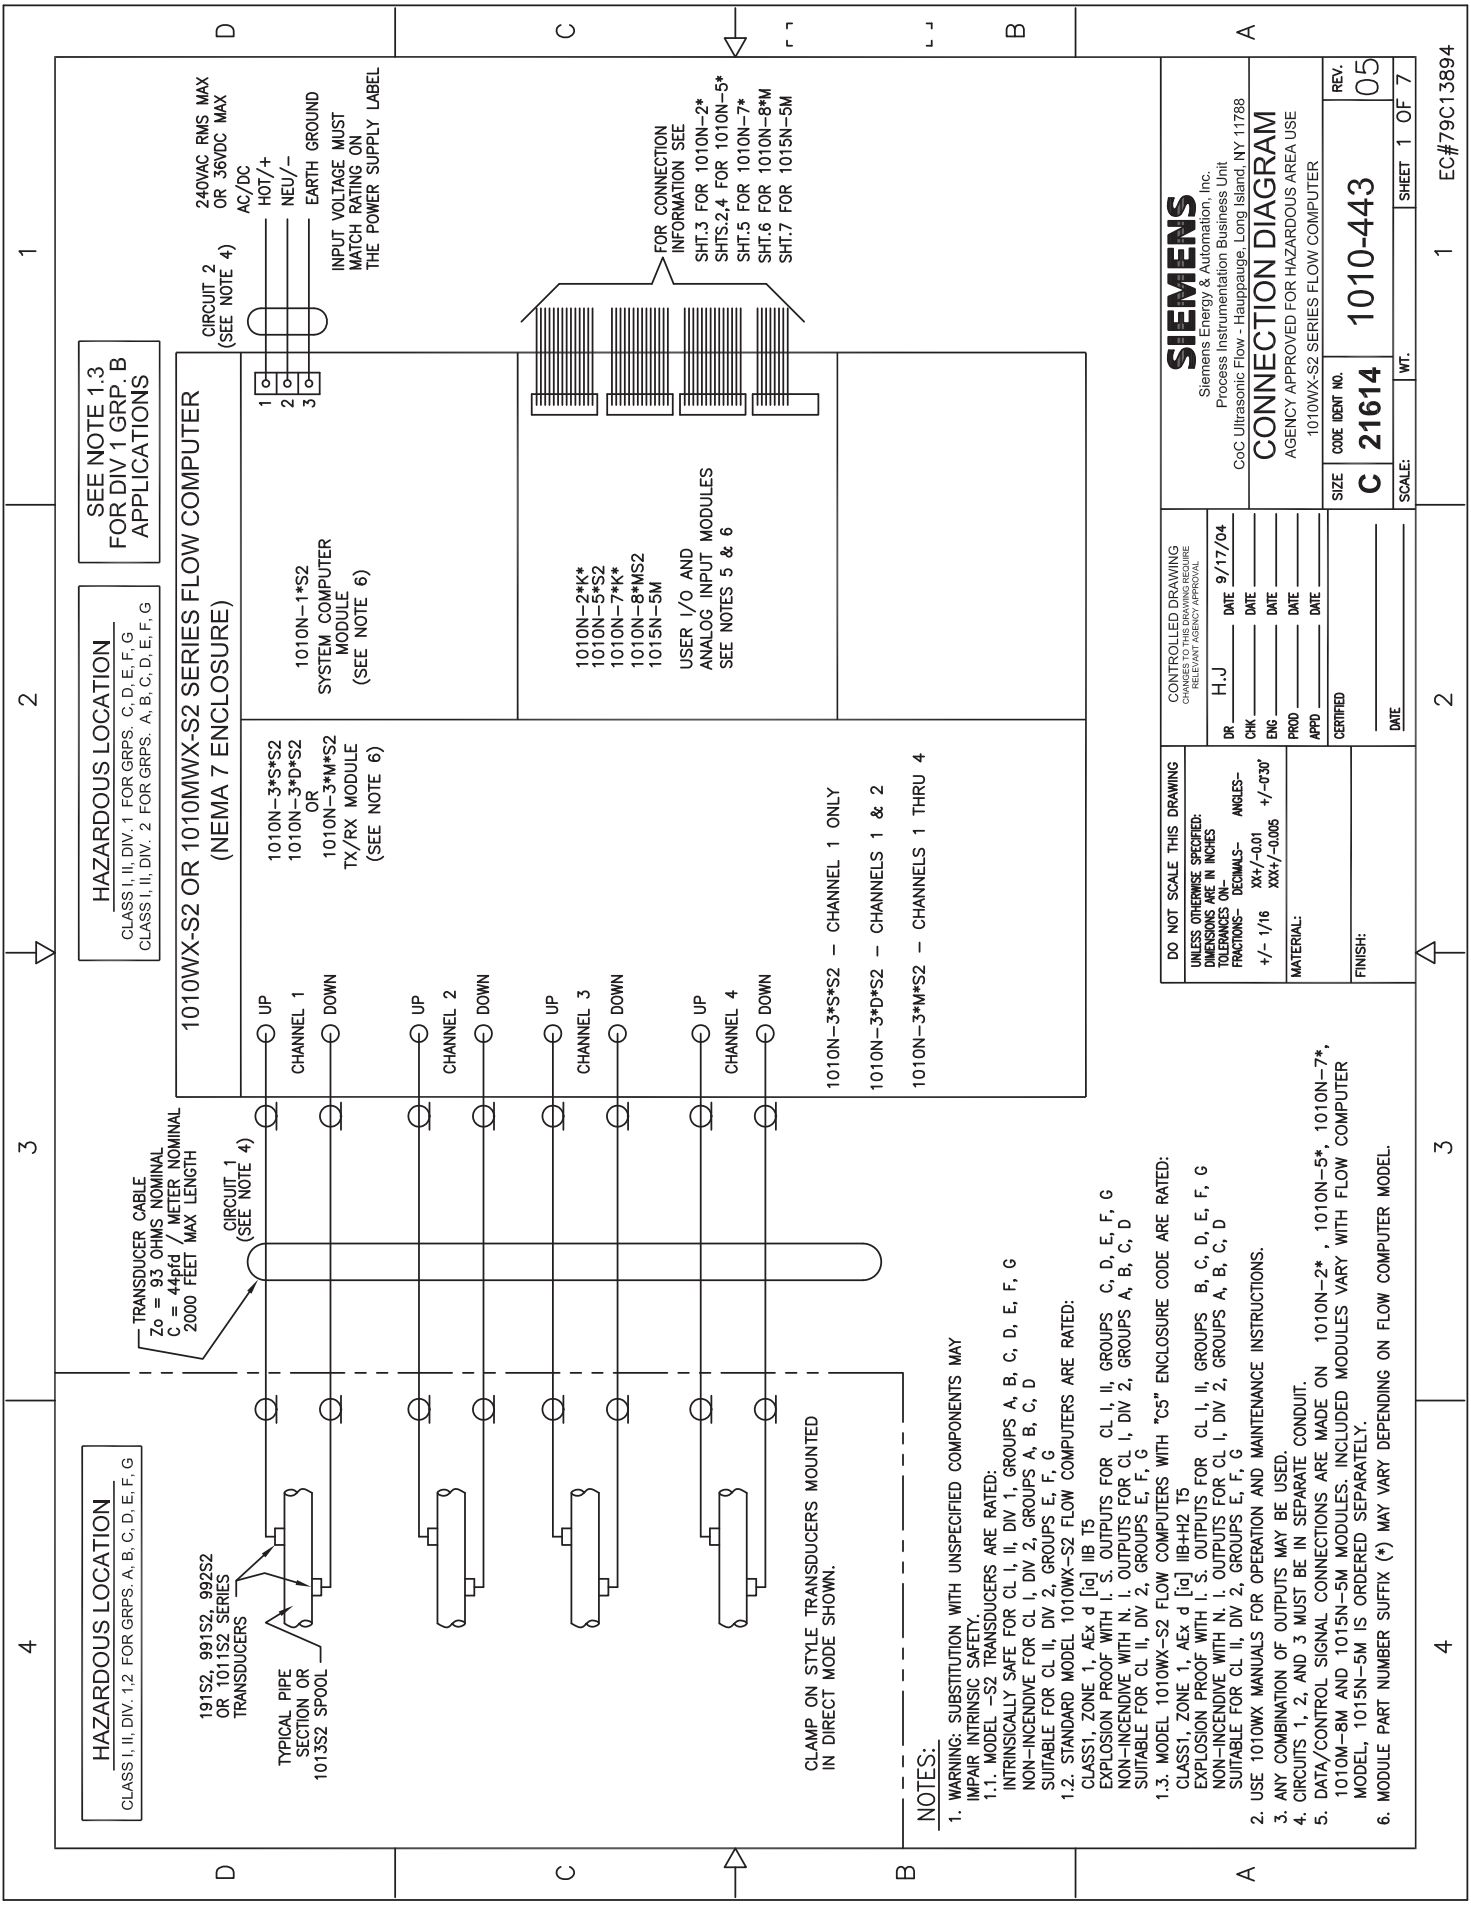 4
3
2
1
D
C
B
A
D
C
B
A
4
3
2
1
HAZARDOUS LOCATION
CLASS I, II, DIV. 1,2 FOR GRPS. A, B, C, D, E, F, G
HAZARDOUS LOCATION
CLASS I, II, DIV. 1 FOR GRPS. C, D, E, F, G
CLASS I, II, DIV. 2 FOR GRPS. A, B, C, D, E, F, G
SEE NOTE 1.3
FOR DIV 1 GRP. B
APPLICATIONS
191S2, 991S2, 992S2
OR 1011S2 SERIES
TRANSDUCERS
TYPICAL PIPE
SECTION OR
1013S2 SPOOL
CLAMP ON STYLE TRANSDUCERS MOUNTED
IN DIRECT MODE SHOWN.
TRANSDUCER CABLE
Zo = 93 OHMS NOMINAL
C = 44pfd / METER NOMINAL
2000 FEET MAX LENGTH
CIRCUIT 1
(SEE NOTE 4)
1010WX-S2 OR 1010MWX-S2 SERIES FLOW COMPUTER
(NEMA 7 ENCLOSURE)
UP
CHANNEL 1
DOWN
UP
CHANNEL 2
DOWN
UP
CHANNEL 3
DOWN
UP
CHANNEL 4
DOWN
1010N-3*S*S2
1010N-3*D*S2
OR
1010N-3*M*S2
TX/RX MODULE
(SEE NOTE 6)
1010N-3*S*S2 - CHANNEL 1 ONLY
1010N-3*D*S2 - CHANNELS 1 & 2
1010N-3*M*S2 - CHANNELS 1 THRU 4
1010N-1*S2
SYSTEM COMPUTER
MODULE
(SEE NOTE 6)
1010N-2*K*
1010N-5*S2
1010N-7*K*
1010N-8*MS2
1015N-5M
USER I/O AND
ANALOG INPUT MODULES
SEE NOTES 5 & 6
1
2
3
CIRCUIT 2
(SEE NOTE 4)
240VAC RMS MAX
OR 36VDC MAX
AC/DC
HOT/+
NEU/-
EARTH GROUND
INPUT VOLTAGE MUST
MATCH RATING ON
THE POWER SUPPLY LABEL
FOR CONNECTION
INFORMATION SEE
SHT.3 FOR 1010N-2*
SHTS.2,4 FOR 1010N-5*
SHT.5 FOR 1010N-7*
SHT.6 FOR 1010N-8*M
SHT.7 FOR 1015N-5M
NOTES:
1. WARNING: SUBSTITUTION WITH UNSPECIFIED COMPONENTS MAY
IMPAIR INTRINSIC SAFETY.
1.1. MODEL -S2 TRANSDUCERS ARE RATED:
INTRINSICALLY SAFE FOR CL I, II, DIV 1, GROUPS A, B, C, D, E, F, G
NON-INCENDIVE FOR CL I, DIV 2, GROUPS A, B, C, D
SUITABLE FOR CL II, DIV 2, GROUPS E, F, G
1.2. STANDARD MODEL 1010WX-S2 FLOW COMPUTERS ARE RATED:
CLASS1, ZONE 1, AEx d [ia] IIB T5
EXPLOSION PROOF WITH I. S. OUTPUTS FOR CL I, II, GROUPS C, D, E, F, G
NON-INCENDIVE WITH N. I. OUTPUTS FOR CL I, DIV 2, GROUPS A, B, C, D
SUITABLE FOR CL II, DIV 2, GROUPS E, F, G
1.3. MODEL 1010WX-S2 FLOW COMPUTERS WITH "C5" ENCLOSURE CODE ARE RATED:
CLASS1, ZONE 1, AEx d [ia] IIB+H2 T5
EXPLOSION PROOF WITH I. S. OUTPUTS FOR CL I, II, GROUPS B, C, D, E, F, G
NON-INCENDIVE WITH N. I. OUTPUTS FOR CL I, DIV 2, GROUPS A, B, C, D
SUITABLE FOR CL II, DIV 2, GROUPS E, F, G
2. USE 1010WX MANUALS FOR OPERATION AND MAINTENANCE INSTRUCTIONS.
3. ANY COMBINATION OF OUTPUTS MAY BE USED.
4. CIRCUITS 1, 2, AND 3 MUST BE IN SEPARATE CONDUIT.
5. DATA/CONTROL SIGNAL CONNECTIONS ARE MADE ON 1010N-2* , 1010N-5*, 1010N-7*,
1010M-8M AND 1015N-5M MODULES. INCLUDED MODULES VARY WITH FLOW COMPUTER
MODEL, 1015N-5M IS ORDERED SEPARATELY.
6. MODULE PART NUMBER SUFFIX (*) MAY VARY DEPENDING ON FLOW COMPUTER MODEL.
DO NOT SCALE THIS DRAWING
UNLESS OTHERWISE SPECIFIED:
DIMENSIONS ARE IN INCHES
TOLERANCES ON-
FRACTIONS- DECIMALS- ANGLES-
+/- 1/16 XX+/-0.01 +/-0'30'
XXX+/-0.005
MATERIAL:
FINISH:
CONTROLLED DRAWING
CHANGES TO THIS DRAWING REQUIRE
RELEVANT AGENCY APPROVAL
DR H.J DATE 9/17/04
CHK DATE
ENG DATE
PROD DATE
APPD DATE
CERTIFIED
DATE
SIEMENS
Siemens Energy & Automation, Inc.
Process Instrumentation Business Unit
CoC Ultrasonic Flow - Hauppauge, Long Island, NY 11788
CONNECTION DIAGRAM
AGENCY APPROVED FOR HAZARDOUS AREA USE
1010WX-S2 SERIES FLOW COMPUTER
SIZE
C
CODE IDENT NO.
21614
1010-443
REV.
05
SCALE:
WT.
SHEET 1 OF 7
EC#79C13894